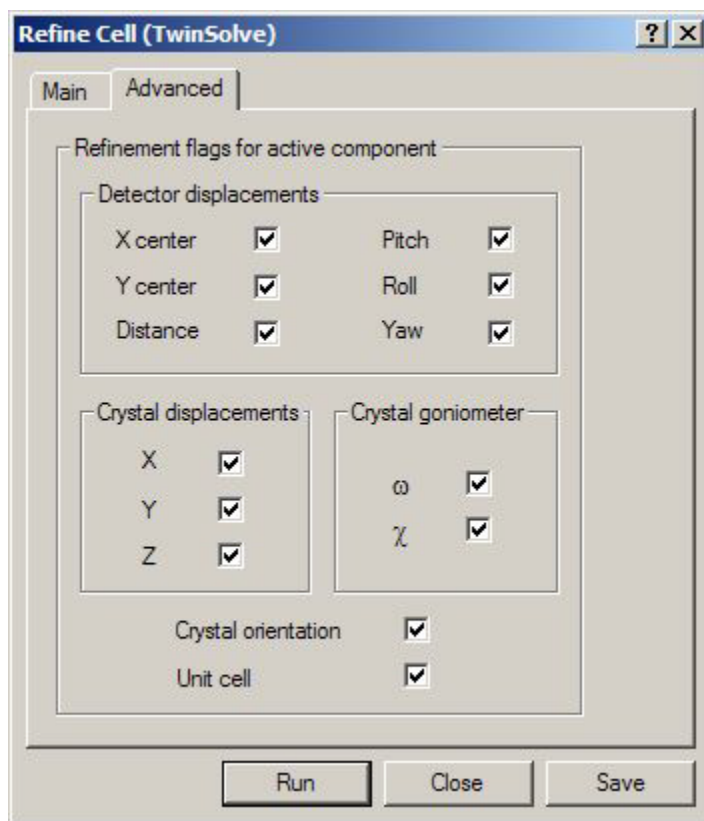 Refine Cell (TwinSolve)
Main Advanced
Refinement flags for active component
Detector displacements
X center Pitch
Y center Roll
Distance Yaw
Crystal displacements Crystal goniometer
X
Y
Z
ω
χ
Crystal orientation
Unit cell
Run Close Save